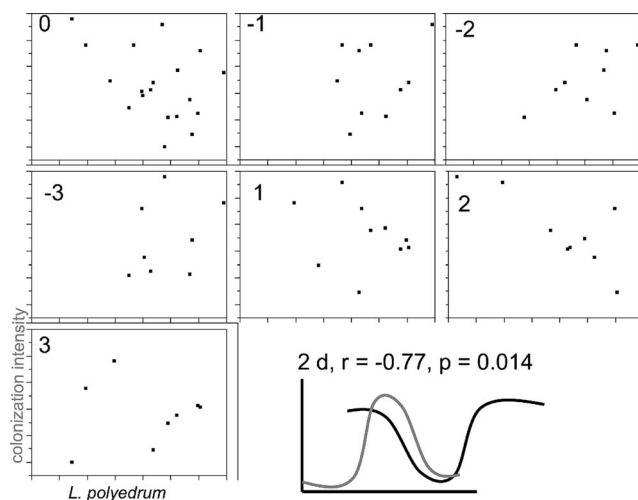 0
-1
-2
-3
1
2
3
colonization intensity
L. polyedrum
2 d, r = -0.77, p = 0.014